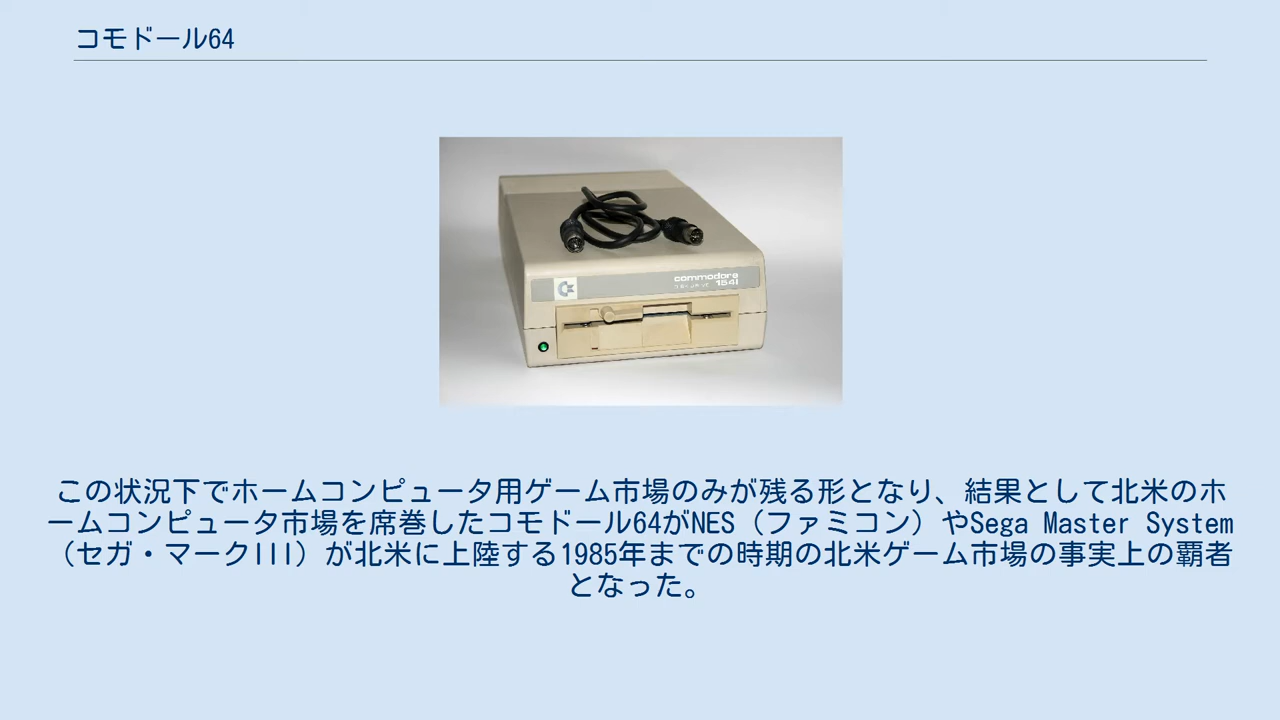 コモドール64
commodore
1541
この状況下でホームコンピュータ用ゲーム市場のみが残る形となり、結果として北米のホ
ームコンピュータ市場を席巻したコモドール64がNES（ファミコン）やSega Master System
（セガ・マークIII）が北米に上陸する1985年までの時期の北米ゲーム市場の事実上の覇者
となった。